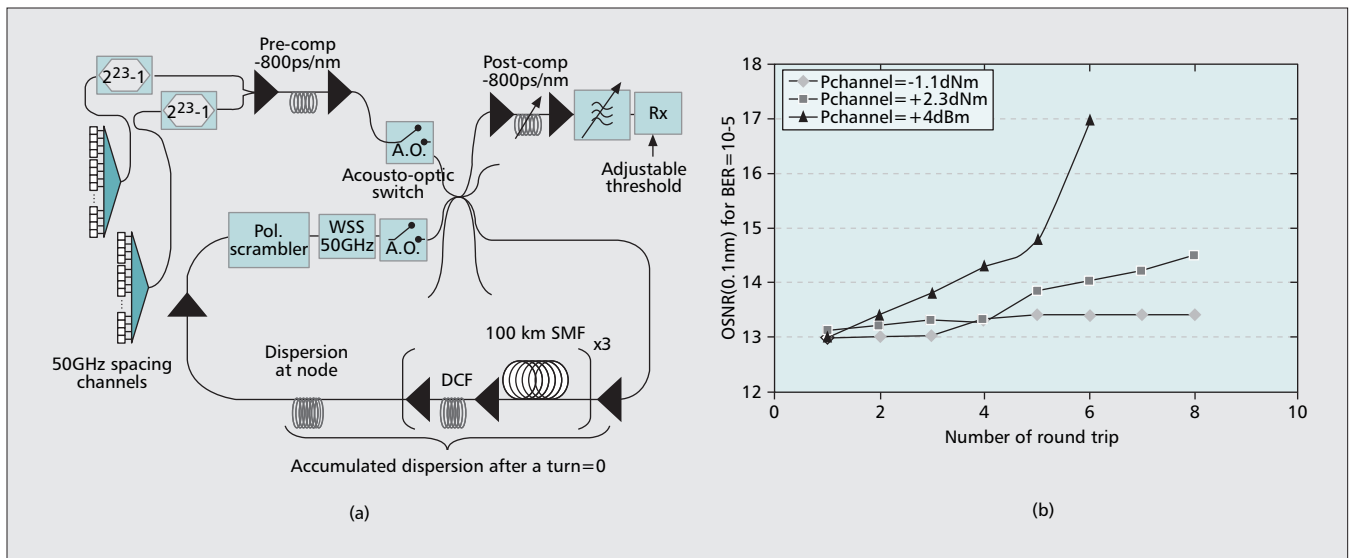 Pre-comp
-800ps/nm
2²³-1
2²³-1
A.O.
Acousto-optic
switch
Post-comp
-800ps/nm
Rx
Adjustable
threshold
Pol.
scrambler
WSS
50GHz
A.O.
50GHz spacing
channels
Dispersion
at node
DCF
100 km SMF
x3
Accumulated dispersion after a turn=0
(a)
OSNR(0.1nm) for BER=10-5
18
17
16
15
14
13
12
Pchannel=-1.1dNm
Pchannel=+2.3dNm
Pchannel=+4dBm
0
2
4
6
8
10
Number of round trip
(b)